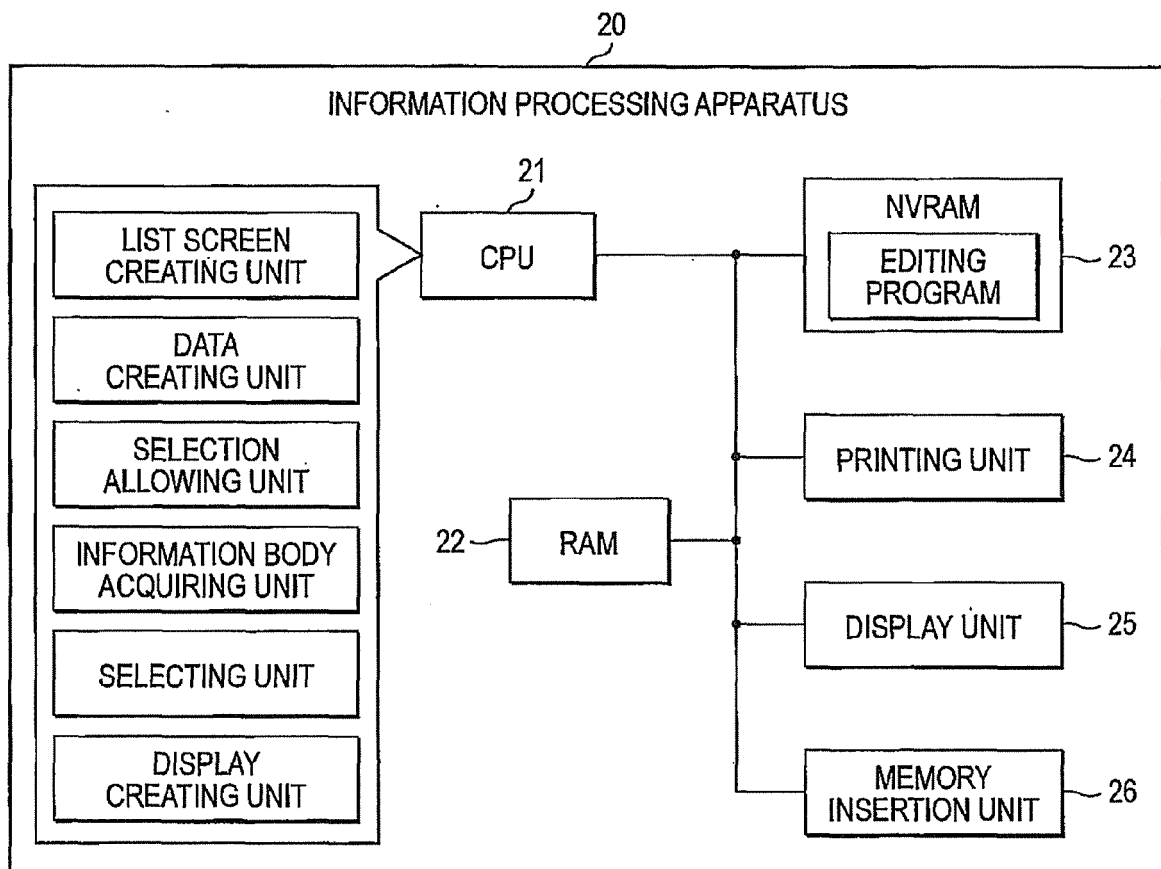 20
INFORMATION PROCESSING APPARATUS
LIST SCREEN
CREATING UNIT
DATA
CREATING UNIT
SELECTION
ALLOWING UNIT
INFORMATION BODY
ACQUIRING UNIT
SELECTING UNIT
DISPLAY
CREATING UNIT
21
CPU
22
RAM
NVRAM
EDITING
PROGRAM
23
PRINTING UNIT
24
DISPLAY UNIT
25
MEMORY
INSERTION UNIT
26